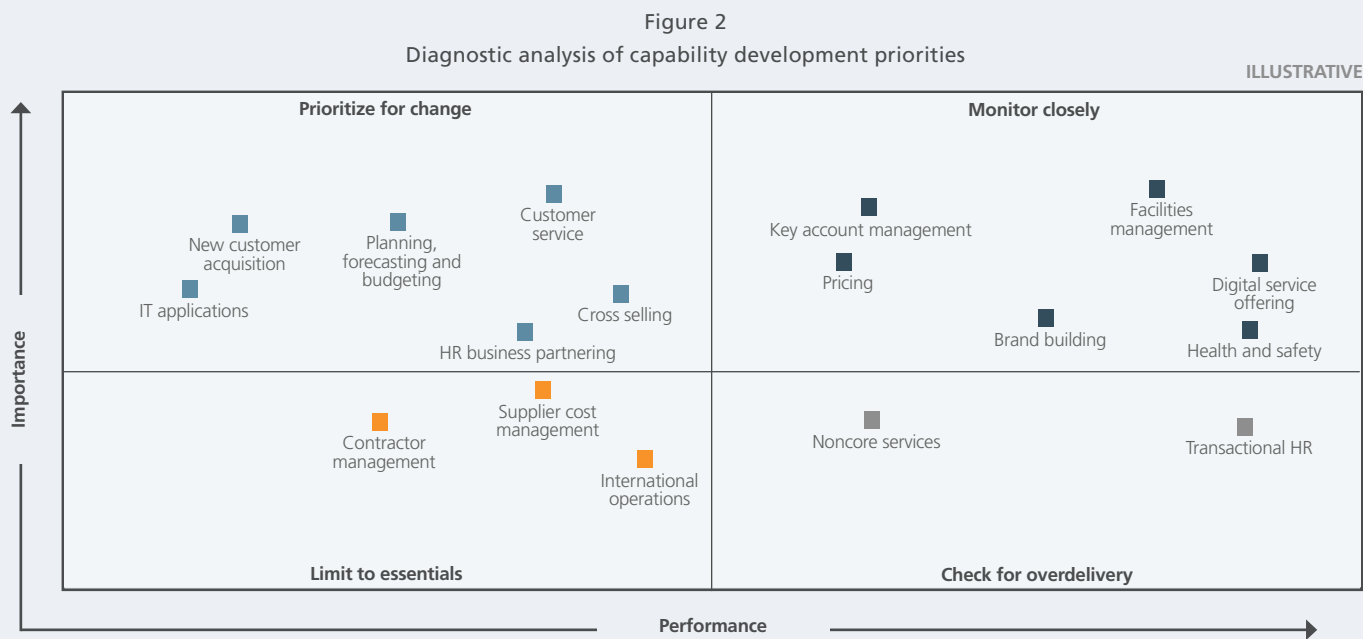 Figure 2
Diagnostic analysis of capability development priorities
ILLUSTRATIVE
Prioritize for change
Monitor closely
New customer
acquisition
Planning,
forecasting and
budgeting
Customer
service
IT applications
Cross selling
HR business partnering
Key account management
Facilities
management
Pricing
Digital service
offering
Brand building
Health and safety
Importance
Contractor
management
Supplier cost
management
International
operations
Noncore services
Transactional HR
Limit to essentials
Check for overdelivery
Performance